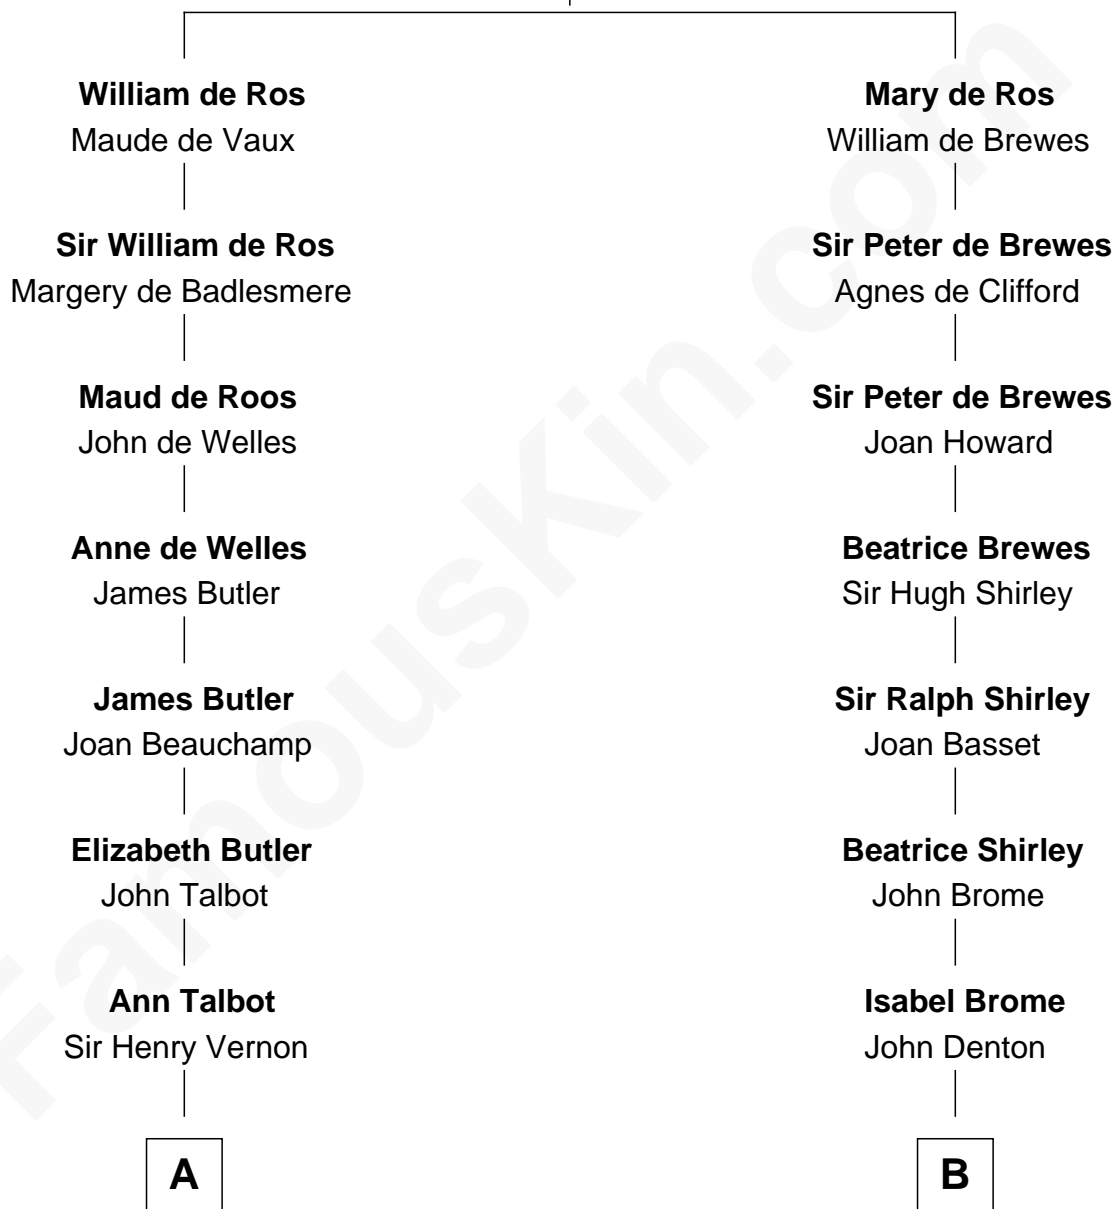 William de Ros
Maude de Vaux
Sir William de Ros
Margery de Badlesmere
Maud de Roos
John de Welles
Anne de Welles
James Butler
James Butler
Joan Beauchamp
Elizabeth Butler
John Talbot
Ann Talbot
Sir Henry Vernon
A
Mary de Ros
William de Brewes
Sir Peter de Brewes
Agnes de Clifford
Sir Peter de Brewes
Joan Howard
Beatrice Brewes
Sir Hugh Shirley
Sir Ralph Shirley
Joan Basset
Beatrice Shirley
John Brome
Isabel Brome
John Denton
B
FamousKin.com